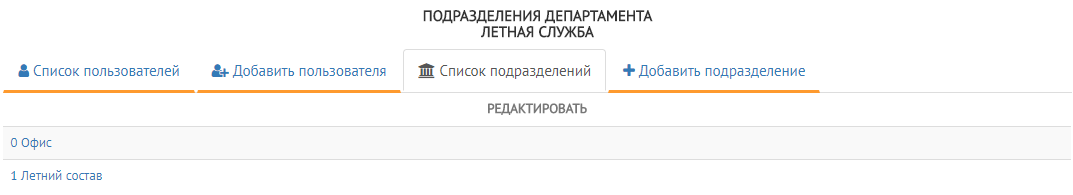 ПОДРАЗДЕЛЕНИЯ ДЕПАРТАМЕНТА
ЛЕТНАЯ СЛУЖБА
Список пользователей Добавить пользователя Список подразделений Добавить подразделение
РЕДАКТИРОВАТЬ
0 Офис
1 Летний состав